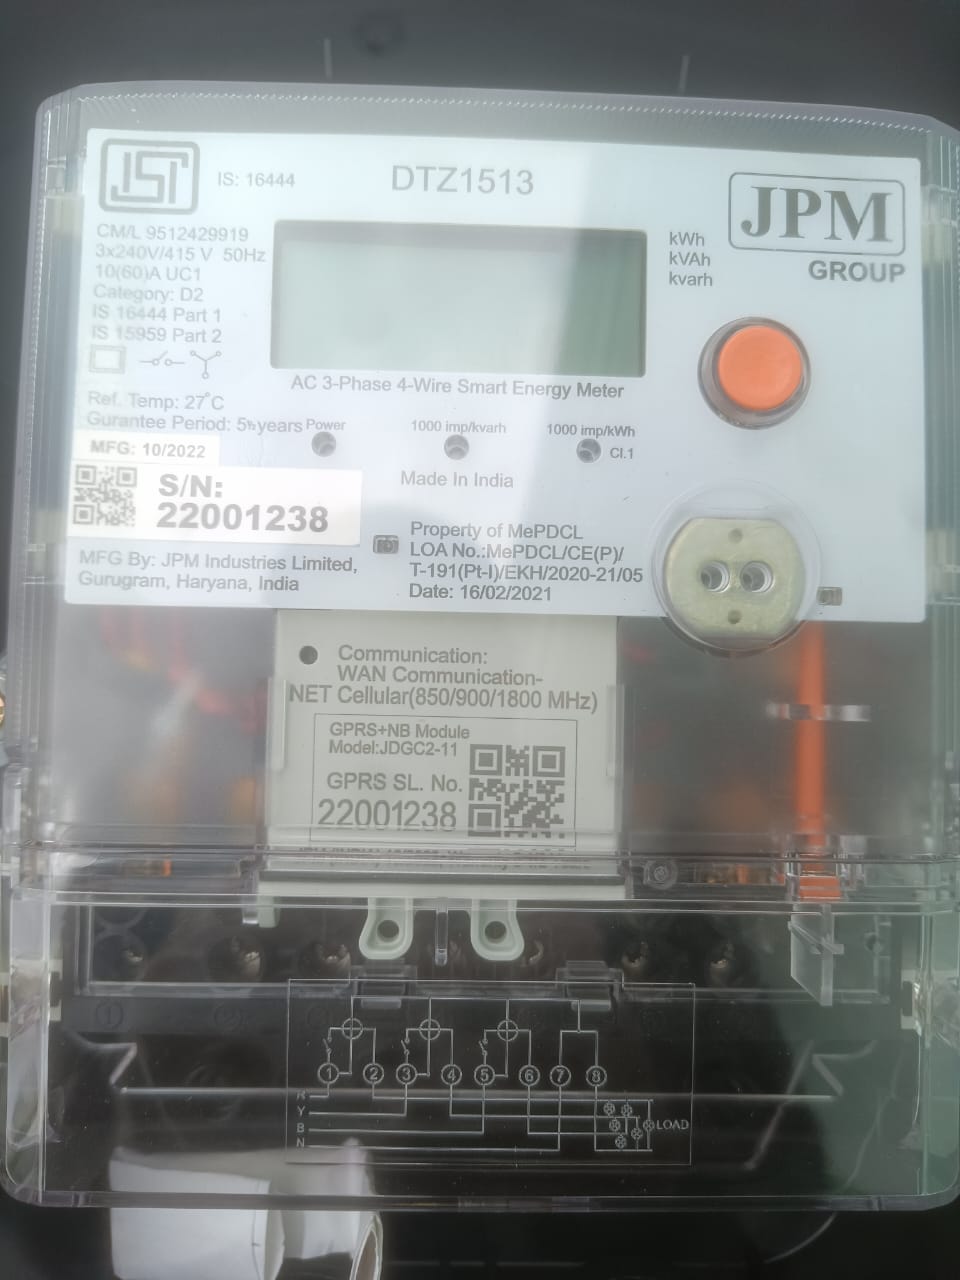 ISI
IS: 16444
DTZ1513
JPM
GROUP
CM/L 9512429919
3x240V/415 V 50Hz
10(60)A UC1
Category: D2
IS 16444 Part 1
IS 15959 Part 2
kWh
kVAh
kvarh
AC 3-Phase 4-Wire Smart Energy Meter
Ref. Temp: 27°C
Gurantee Period: 5½ years
Power
1000 imp/kvarh
1000 imp/kWh
Cl.1
MFG: 10/2022
Made In India
S/N:
22001238
Property of MePDCL
LOA No.:MePDCL/CE(P)/
T-191(Pt-I)/EKH/2020-21/05
Date: 16/02/2021
MFG By: JPM Industries Limited,
Gurugram, Haryana, India
Communication:
WAN Communication-
NET Cellular(850/900/1800 MHz)
GPRS+NB Module
Model:JDGC2-11
GPRS SL. No.
22001238
1 2 3 4 5 6 7 8
R
Y
B
N
LOAD